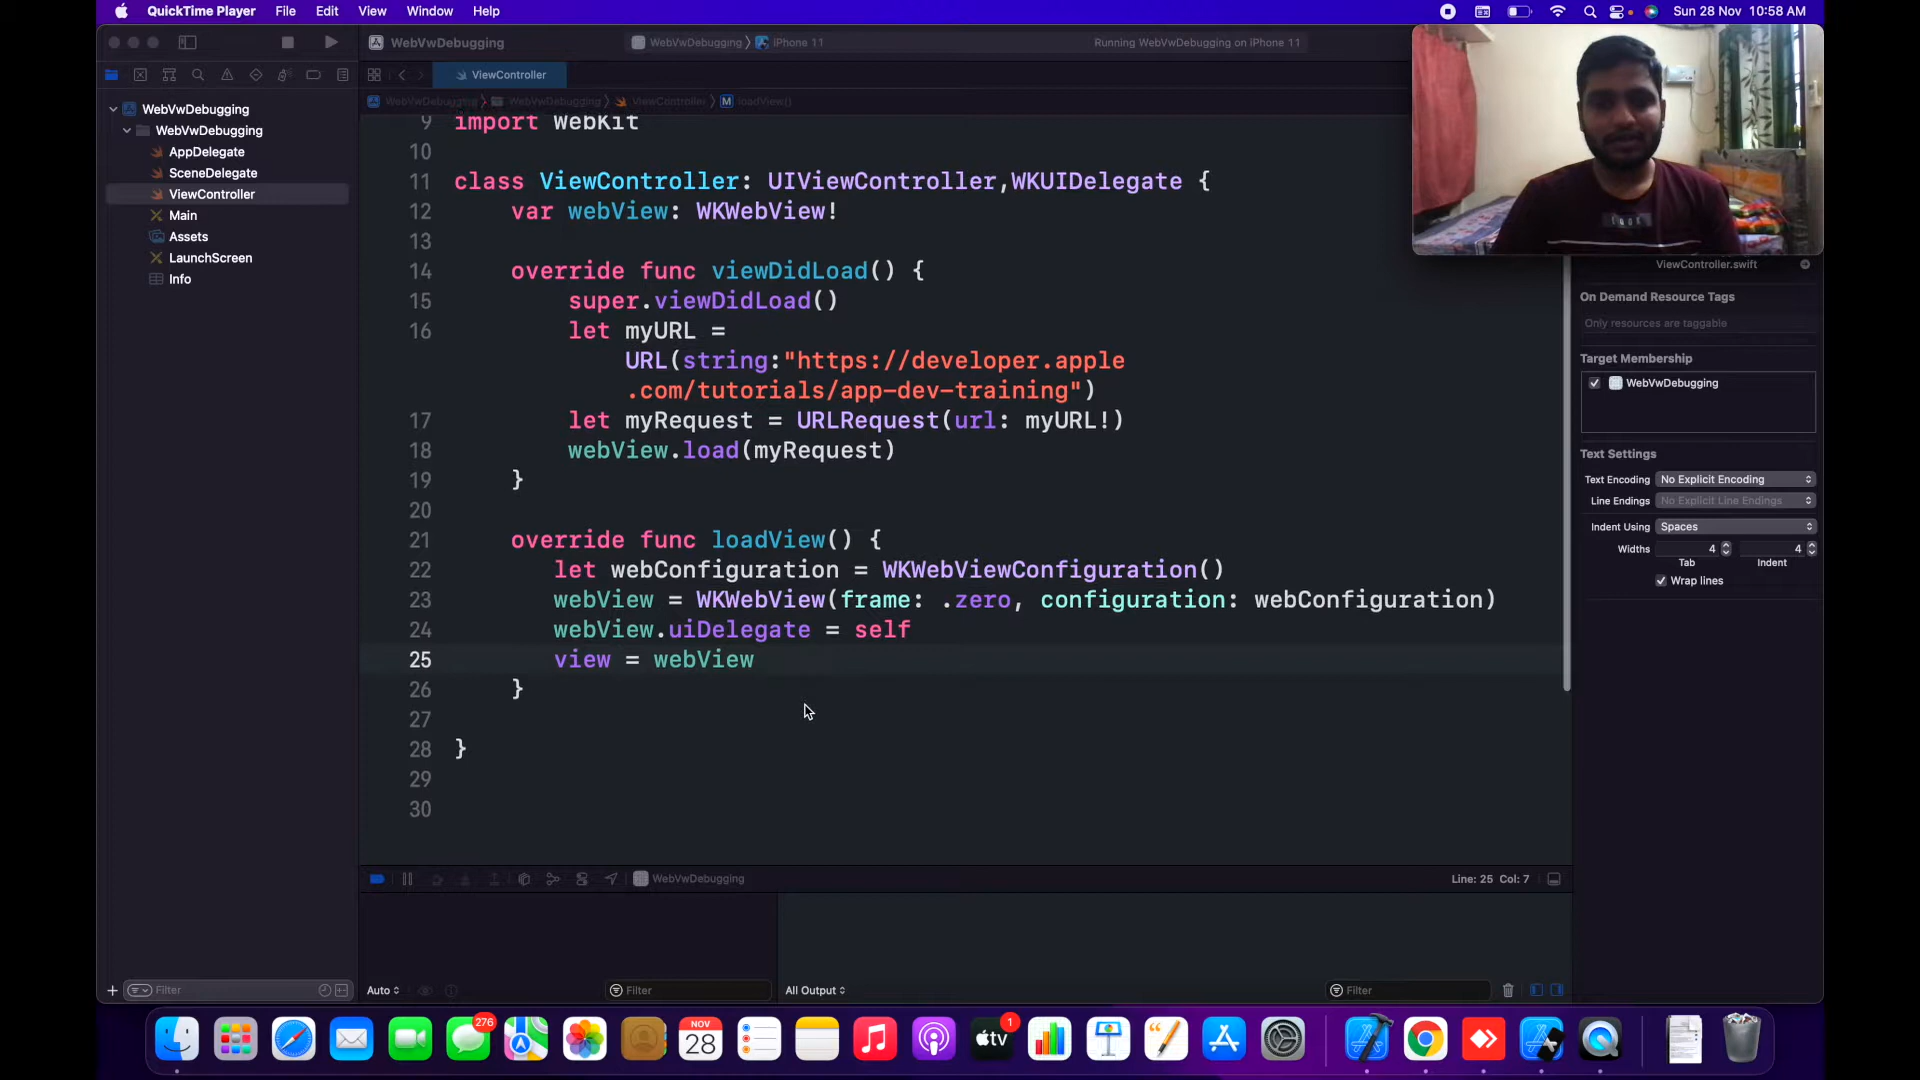 QuickTime Player File Edit View Window Help
Sun 28 Nov 10:58 AM
WebVwDebugging
WebVwDebugging iPhone 11
Running WebVwDebugging on iPhone 11
ViewController
WebVwDebugging WebVwDebugging ViewController M loadView()
WebVwDebugging
WebVwDebugging
AppDelegate
SceneDelegate
ViewController
Main
Assets
LaunchScreen
Info
9 import WebKit
10
11 class ViewController: UIViewController,WKUIDelegate {
12 var webView: WKWebView!
13
14 override func viewDidLoad() {
15 super.viewDidLoad()
16 let myURL =
URL(string:"https://developer.apple
.com/tutorials/app-dev-training")
17 let myRequest = URLRequest(url: myURL!)
18 webView.load(myRequest)
19 }
20
21 override func loadView() {
22 let webConfiguration = WKWebViewConfiguration()
23 webView = WKWebView(frame: .zero, configuration: webConfiguration)
24 webView.uiDelegate = self
25 view = webView
26 }
27
28 }
29
30
ViewController.swift
On Demand Resource Tags
Only resources are taggable
Target Membership
WebVwDebugging
Text Settings
Text Encoding No Explicit Encoding
Line Endings No Explicit Line Endings
Indent Using Spaces
Widths 4 4
Tab Indent
Wrap lines
WebVwDebugging
Line: 25 Col: 7
Filter
Auto
Filter
All Output
Filter
276
NOV
28
tv
1